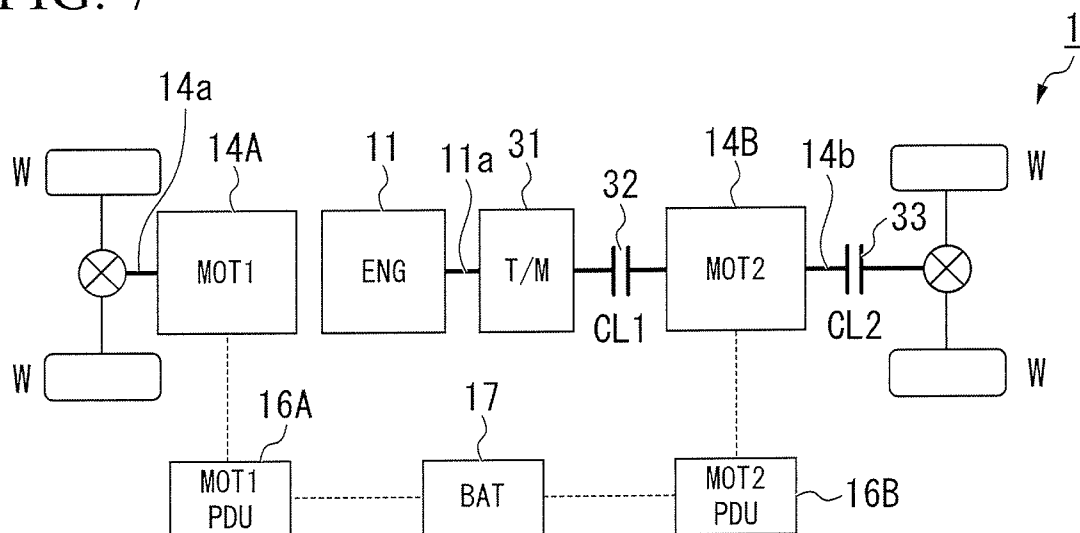 FIG. 7
1
14a
14A
11
11a
31
32
14B
14b
33
W
W
MOT1
ENG
T/M
MOT2
CL1
CL2
W
W
16A
17
MOT1
PDU
BAT
MOT2
PDU
16B